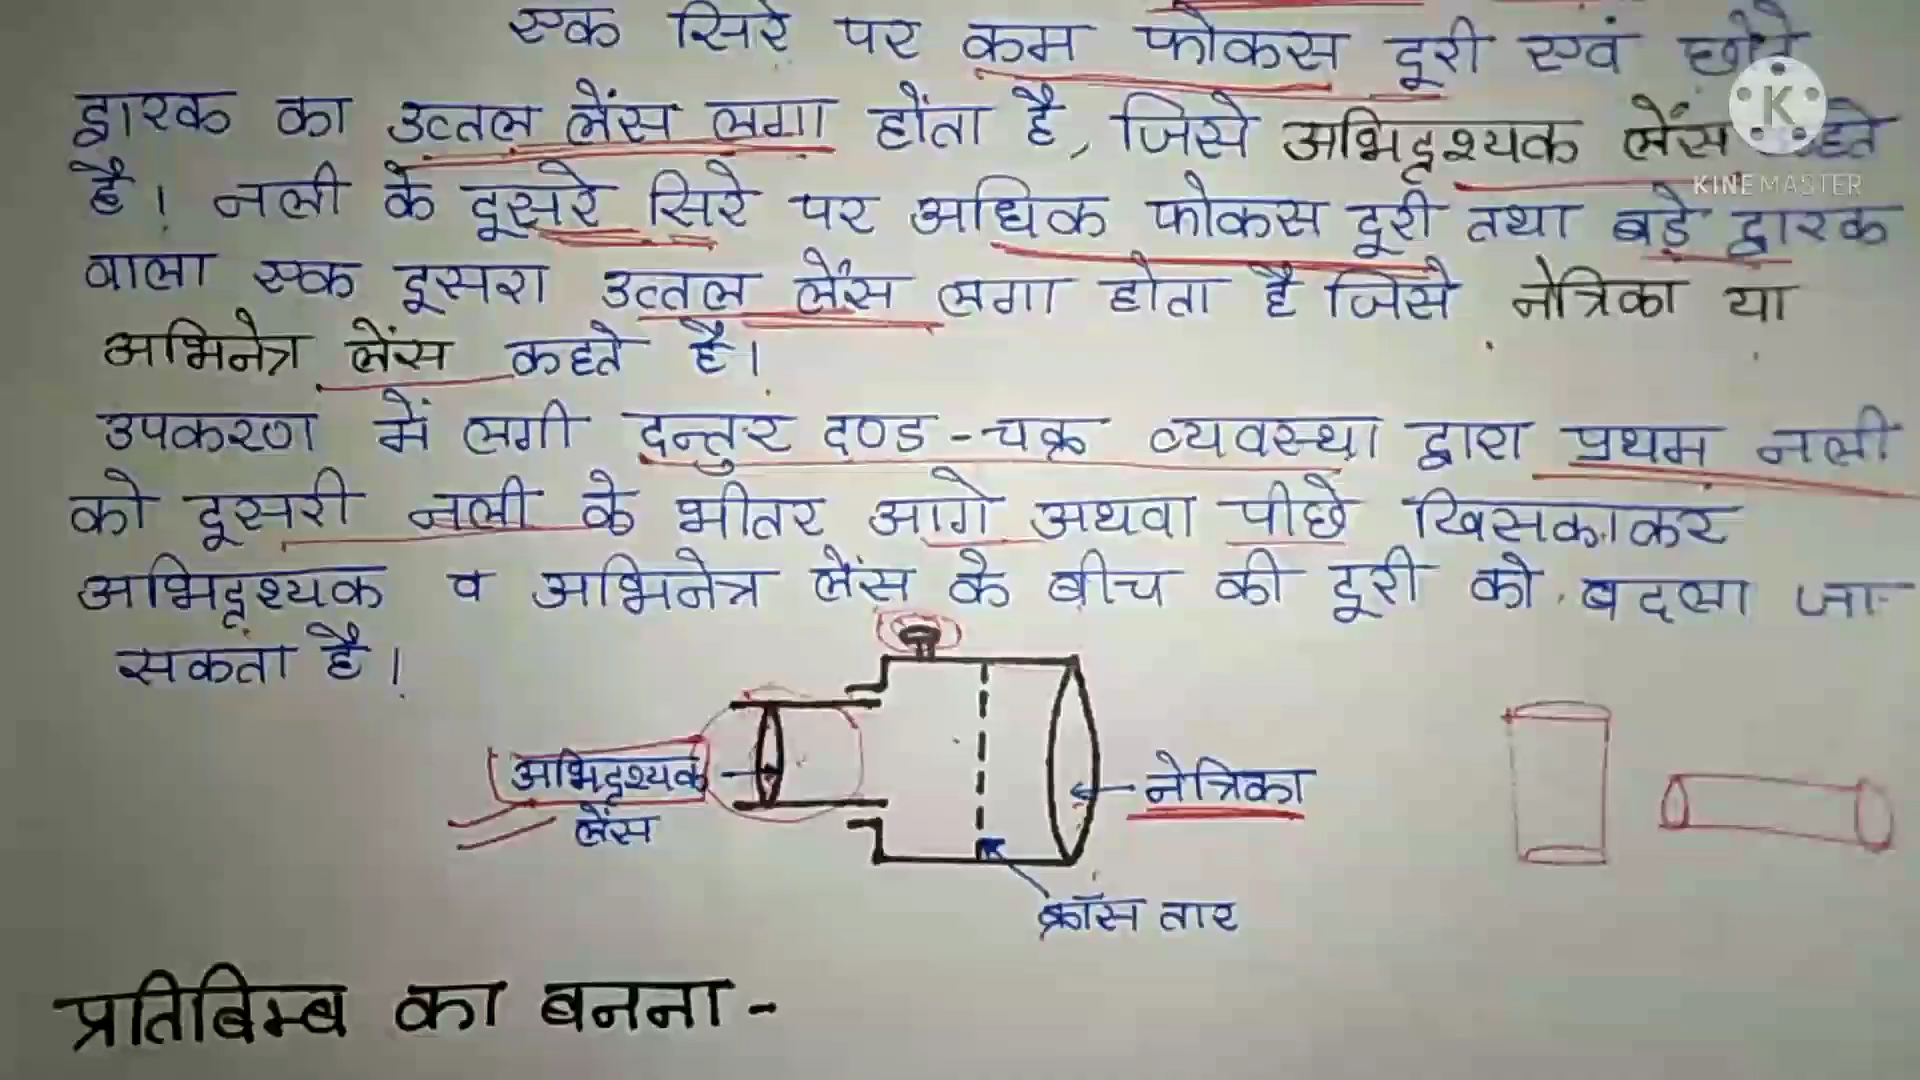 एक सिरे पर कम फोकस दूरी एवं छोटे
द्वारक का उत्तल लेंस लगा होंता है, जिसे अभिदृश्यक लेंस कहते
है। नली के दूसरे सिरे पर अधिक फोकस दूरी तथा बड़े द्वारक
वाला एक दूसरा उत्तल लेंस लगा होता है जिसे नेत्रिका या
अभिनेत्र लेंस कहते है।
उपकरण में लगी दन्तुर दण्ड-चक्र व्यवस्था द्वारा प्रथम नली
को दूसरी नली के भीतर आगे अथवा पीछे खिसकाकर
अभिदृश्यक व अभिनेत्र लेंस के बीच की दूरी को बदला जा
सकता है।
अभिदृश्यक
लेंस
नेत्रिका
क्रॉस तार
प्रतिबिम्ब का बनना -
K
KINEMASTER